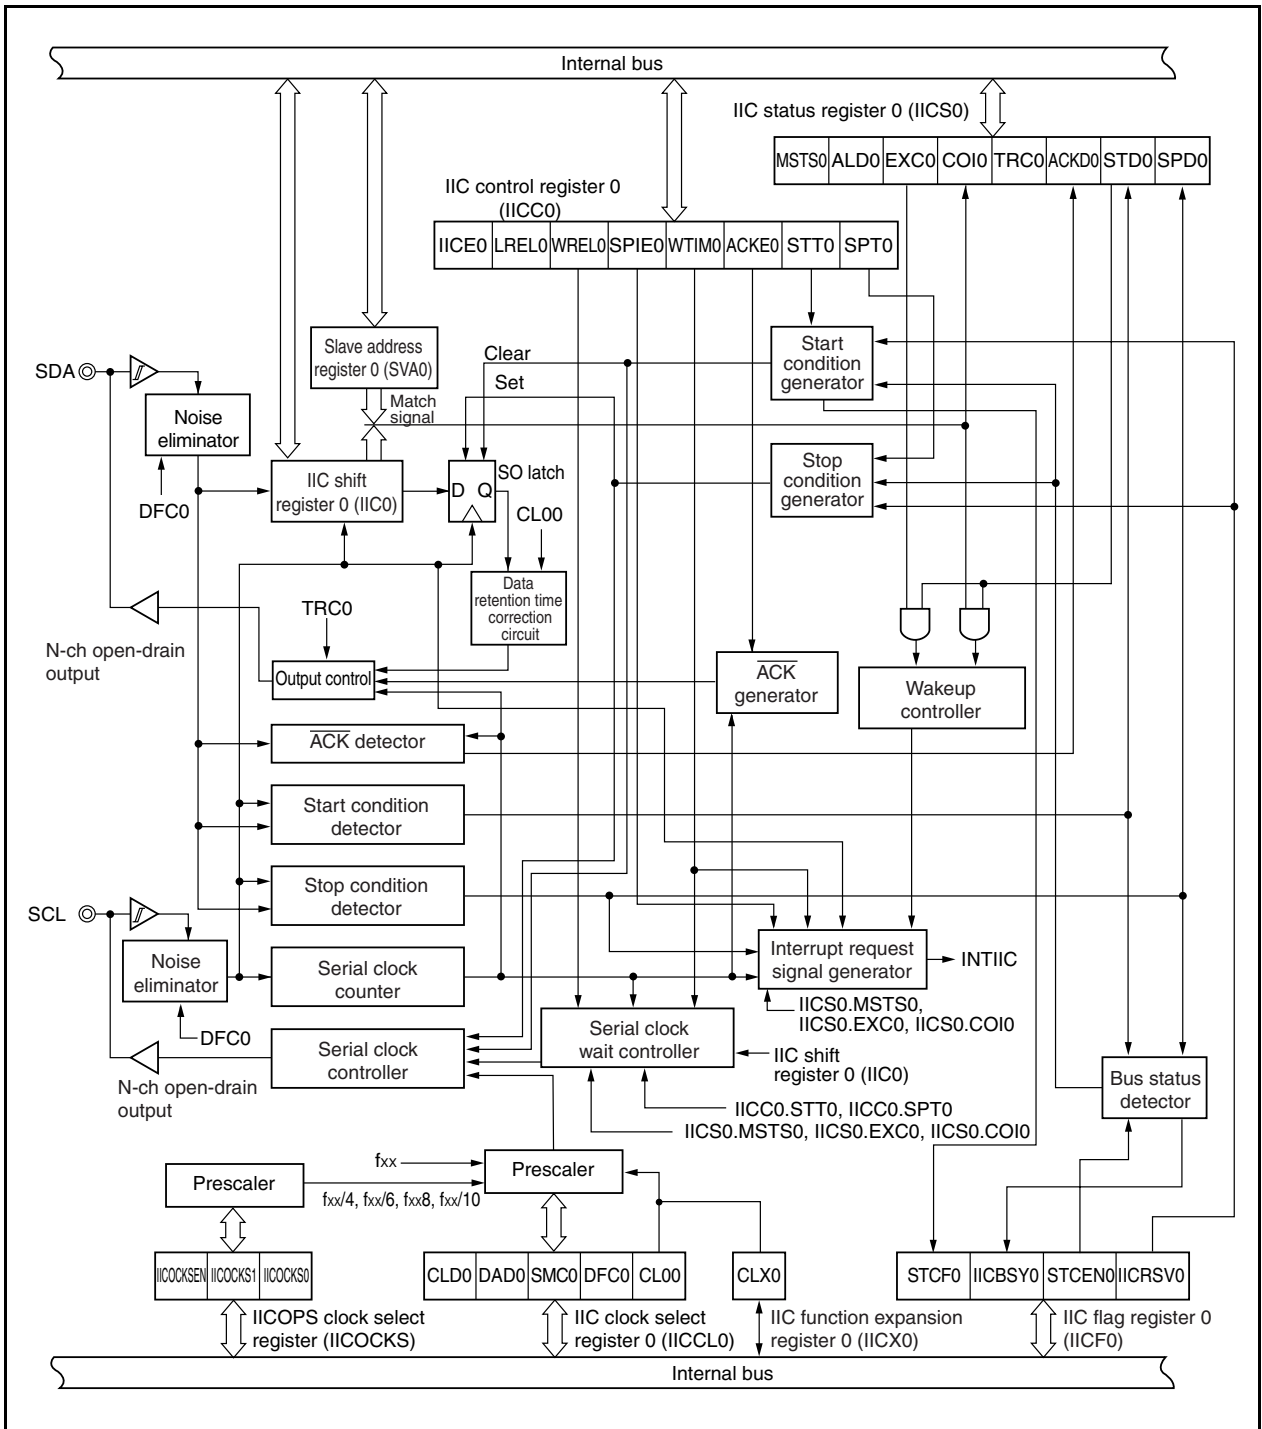 Internal bus
IIC status register 0 (IICS0)
MSTS0 ALD0 EXC0 COI0 TRC0 ACKD0 STD0 SPD0
IIC control register 0
(IICC0)
IICE0 LREL0 WREL0 SPIE0 WTIM0 ACKE0 STT0 SPT0
Slave address
register 0 (SVA0)
Clear
Set
Match
signal
Start
condition
generator
SDA
Noise
eliminator
DFC0
IIC shift
register 0 (IIC0)
D Q
SO latch
CL00
Stop
condition
generator
Data
retention time
correction
circuit
TRC0
N-ch open-drain
output
Output control
ACK
generator
Wakeup
controller
ACK detector
Start condition
detector
Stop condition
detector
SCL
Noise
eliminator
DFC0
Serial clock
counter
Interrupt request
signal generator
INTIIC
IICS0.MSTS0,
IICS0.EXC0, IICS0.COI0
Serial clock
controller
N-ch open-drain
output
Serial clock
wait controller
IIC shift
register 0 (IIC0)
IICC0.STT0, IICC0.SPT0
IICS0.MSTS0, IICS0.EXC0, IICS0.COI0
Bus status
detector
Prescaler
fxx
fxx/4, fxx/6, fxx8, fxx/10
Prescaler
IICOCKSEN IICOCKS1 IICOCKS0
CLD0 DAD0 SMC0 DFC0 CL00
CLX0
STCF0 IICBSY0 STCEN0 IICRSV0
IICOPS clock select
register (IICOCKS)
IIC clock select
register 0 (IICCL0)
IIC function expansion
register 0 (IICX0)
IIC flag register 0
(IICF0)
Internal bus